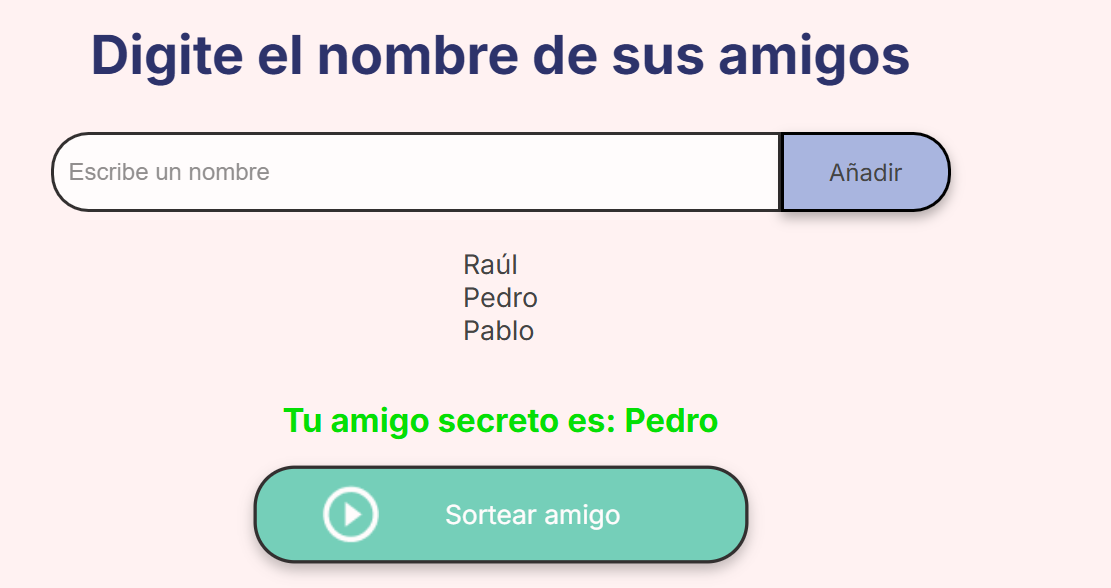 Digite el nombre de sus amigos
Escribe un nombre
Añadir
Raúl
Pedro
Pablo
Tu amigo secreto es: Pedro
Sortear amigo